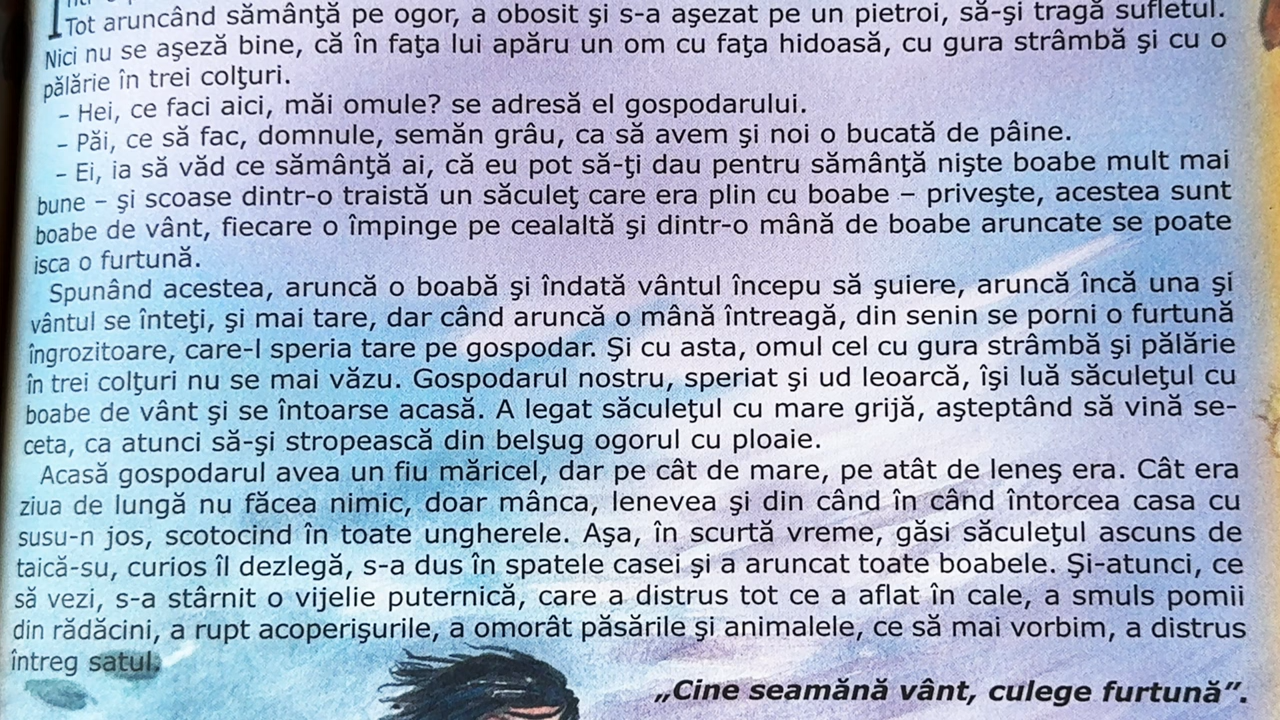 Tot aruncând sămânţă pe ogor, a obosit şi s-a aşezat pe un pietroi, să-şi tragă sufletul.
Nici nu se aşeză bine, că în faţa lui apăru un om cu faţa hidoasă, cu gura strâmbă şi cu o
pălărie în trei colţuri.
– Hei, ce faci aici, măi omule? se adresă el gospodarului.
– Păi, ce să fac, domnule, semăn grâu, ca să avem şi noi o bucată de pâine.
– Ei, ia să văd ce sămânţă ai, că eu pot să-ţi dau pentru sămânţă nişte boabe mult mai
bune – şi scoase dintr-o traistă un săculeţ care era plin cu boabe – priveşte, acestea sunt
boabe de vânt, fiecare o împinge pe cealaltă şi dintr-o mână de boabe aruncate se poate
isca o furtună.
Spunând acestea, aruncă o boabă şi îndată vântul începu să şuiere, aruncă încă una şi
vântul se înteţi, şi mai tare, dar când aruncă o mână întreagă, din senin se porni o furtună
îngrozitoare, care-l speria tare pe gospodar. Şi cu asta, omul cel cu gura strâmbă şi pălărie
în trei colţuri nu se mai văzu. Gospodarul nostru, speriat şi ud leoarcă, îşi luă săculeţul cu
boabe de vânt şi se întoarse acasă. A legat săculeţul cu mare grijă, aşteptând să vină se-
ceta, ca atunci să-şi stropească din belşug ogorul cu ploaie.
Acasă gospodarul avea un fiu măricel, dar pe cât de mare, pe atât de leneş era. Cât era
ziua de lungă nu făcea nimic, doar mânca, lenevea şi din când în când întorcea casa cu
susu-n jos, scotocind în toate ungherele. Aşa, în scurtă vreme, găsi săculeţul ascuns de
taică-su, curios îl dezlegă, s-a dus în spatele casei şi a aruncat toate boabele. Şi-atunci, ce
să vezi, s-a stârnit o vijelie puternică, care a distrus tot ce a aflat în cale, a smuls pomii
din rădăcini, a rupt acoperişurile, a omorât păsările şi animalele, ce să mai vorbim, a distrus
întreg satul.
„Cine seamănă vânt, culege furtună”.